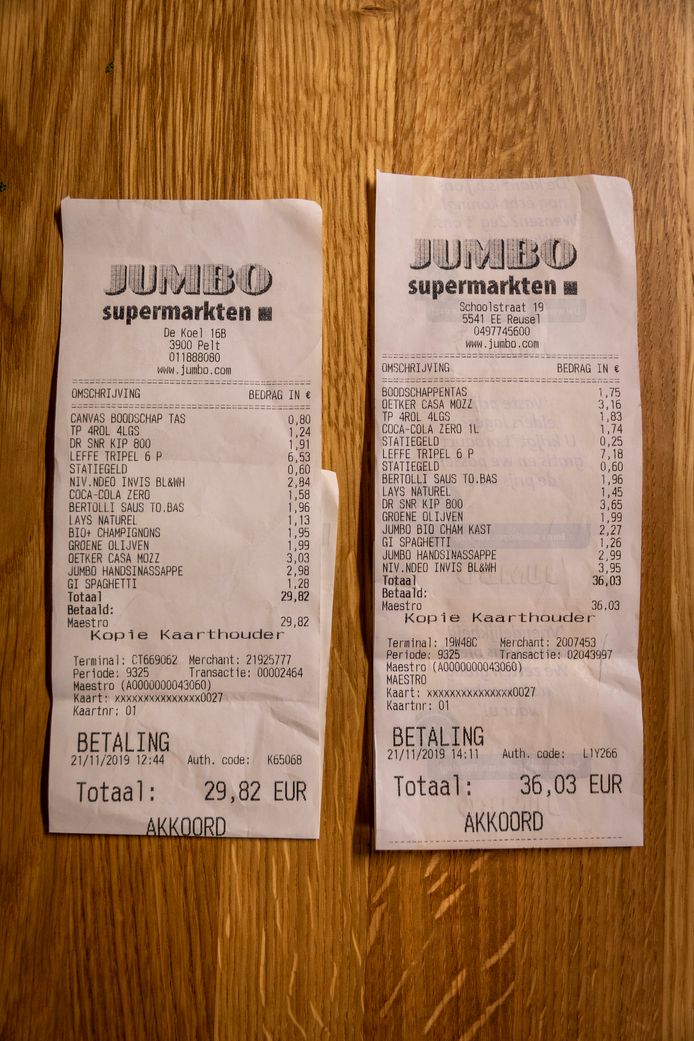 JUMBO
supermarkten
De Koel 16B
3900 Pelt
011888080
www.jumbo.com
OMSCHRIJVING BEDRAG IN €
CANVAS BOODSCHAP TAS 0,80
TP 4ROL 4LGS 1,24
DR SNR KIP 800 1,91
LEFFE TRIPEL 6 P 6,53
STATIEGELD 0,60
NIV.NDEO INVIS BL&WH 2,84
COCA-COLA ZERO 1,58
BERTOLLI SAUS TO.BAS 1,96
LAYS NATUREL 1,13
BIO+ CHAMPIGNONS 1,95
GROENE OLIJVEN 1,99
OETKER CASA MOZZ 3,03
JUMBO HANDSINASSAPPE 2,98
GI SPAGHETTI 1,28
Totaal 29,82
Betaald:
Maestro 29,82
Kopie Kaarthouder
Terminal: CT669062 Merchant: 21925777
Periode: 9325 Transactie: 00002464
Maestro (A0000000043060)
Kaart: xxxxxxxxxxxxxxx0027
Kaartnr: 01
BETALING
21/11/2019 12:44 Auth. code: K65068
Totaal: 29,82 EUR
AKKOORD
JUMBO
supermarkten
Schoolstraat 19
5541 EE Reusel
0497745600
www.jumbo.com
OMSCHRIJVING BEDRAG IN €
BOODSCHAPPENTAS 1,75
OETKER CASA MOZZ 3,16
TP 4ROL 4LGS 1,83
COCA-COLA ZERO 1L 1,74
STATIEGELD 0,25
LEFFE TRIPEL 6 P 7,18
STATIEGELD 0,60
BERTOLLI SAUS TO.BAS 1,96
LAYS NATUREL 1,45
DR SNR KIP 800 3,65
GROENE OLIJVEN 1,99
JUMBO BIO CHAM KAST 2,27
GI SPAGHETTI 1,26
JUMBO HANDSINASSAPPE 2,99
NIV.NDEO INVIS BL&WH 3,95
Totaal 36,03
Betaald:
Maestro 36,03
Kopie Kaarthouder
Terminal: 19W48C Merchant: 2007453
Periode: 9325 Transactie: 02043997
Maestro (A0000000043060)
MAESTRO
Kaart: xxxxxxxxxxxxxxx0027
Kaartnr: 01
BETALING
21/11/2019 14:11 Auth. code: L1Y266
Totaal: 36,03 EUR
AKKOORD